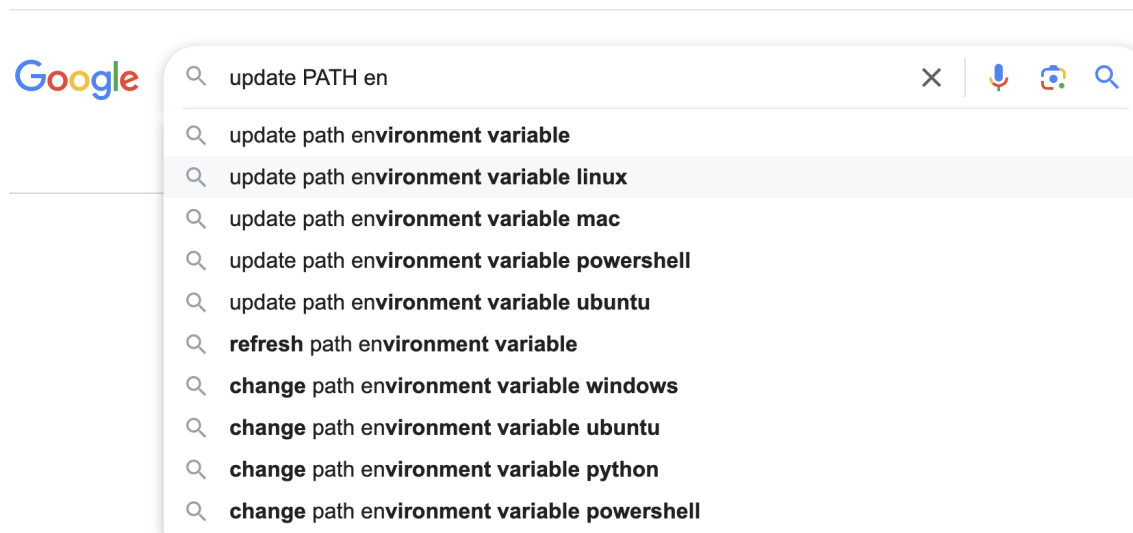 Google
update PATH en
update path environment variable
update path environment variable linux
update path environment variable mac
update path environment variable powershell
update path environment variable ubuntu
refresh path environment variable
change path environment variable windows
change path environment variable ubuntu
change path environment variable python
change path environment variable powershell